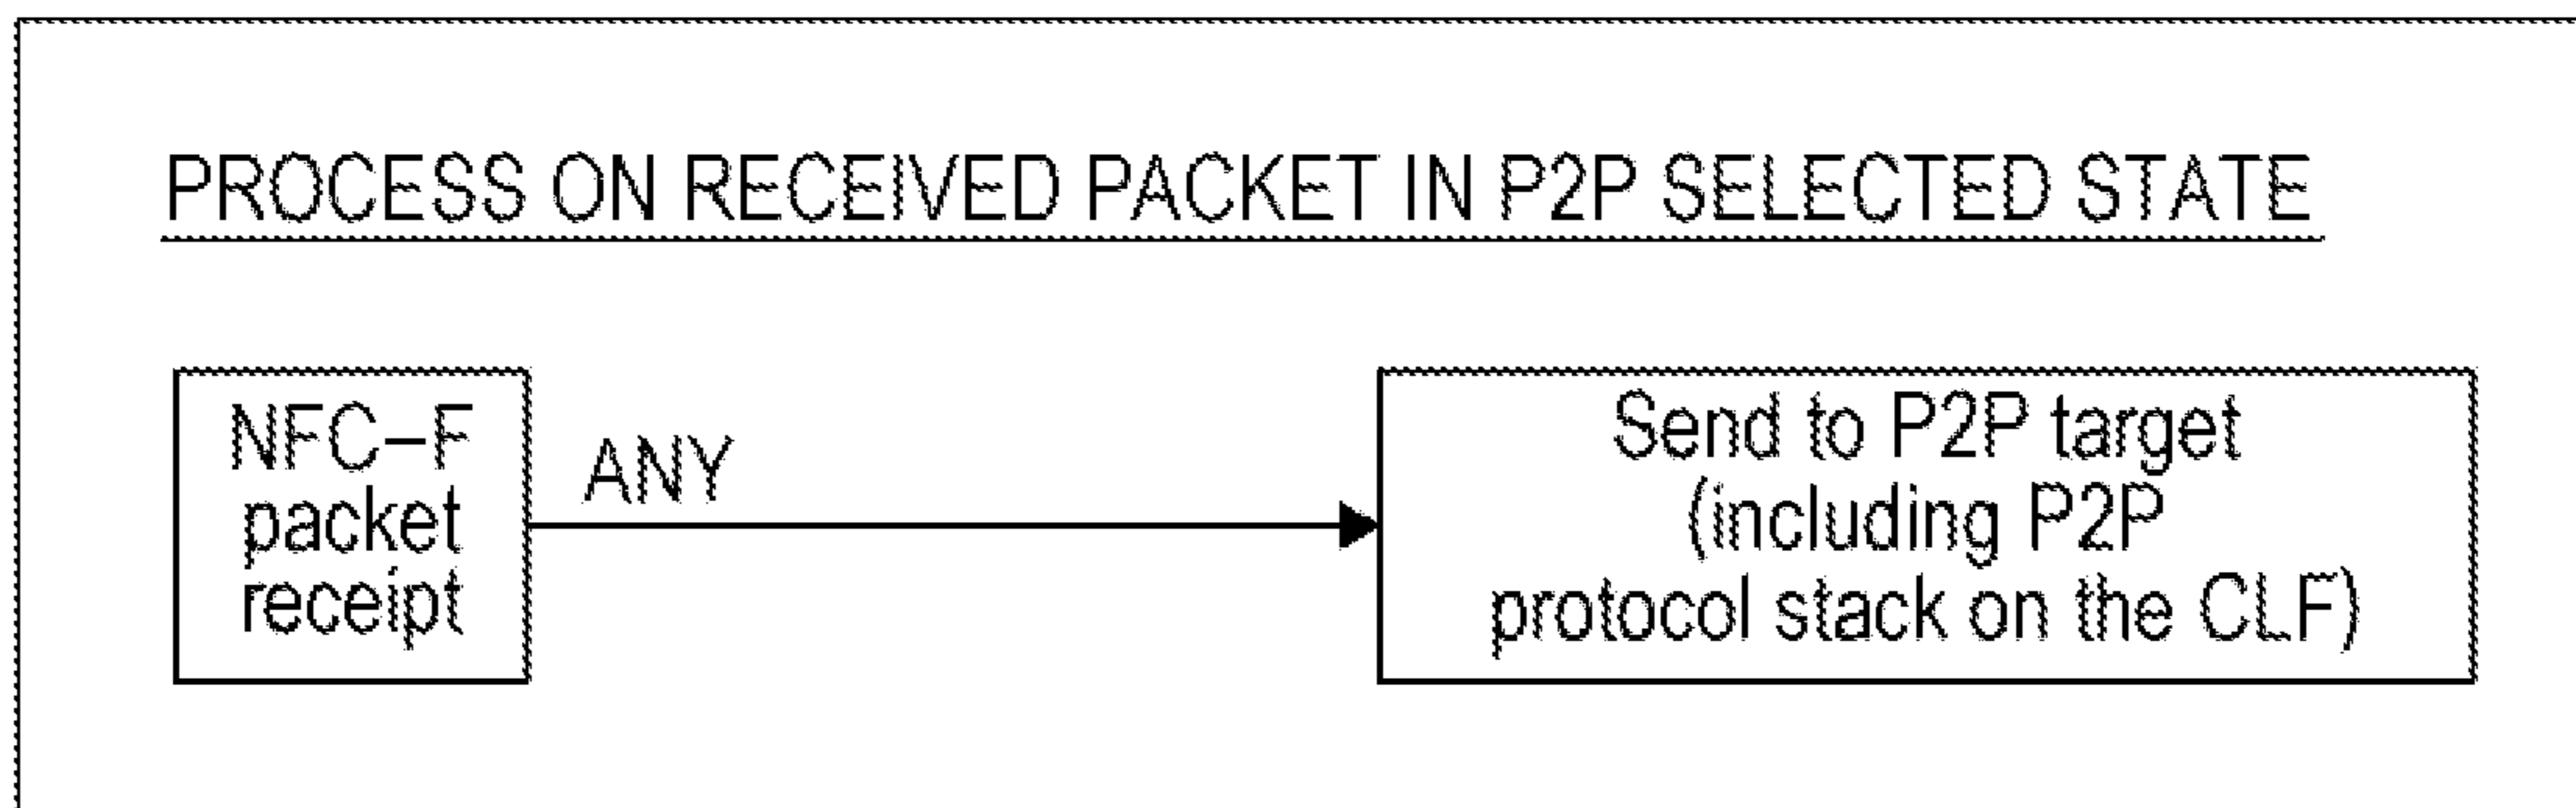 PROCESS ON RECEIVED PACKET IN P2P SELECTED STATE
NFC-F
packet
receipt
ANY
Send to P2P target
(including P2P
protocol stack on the CLF)